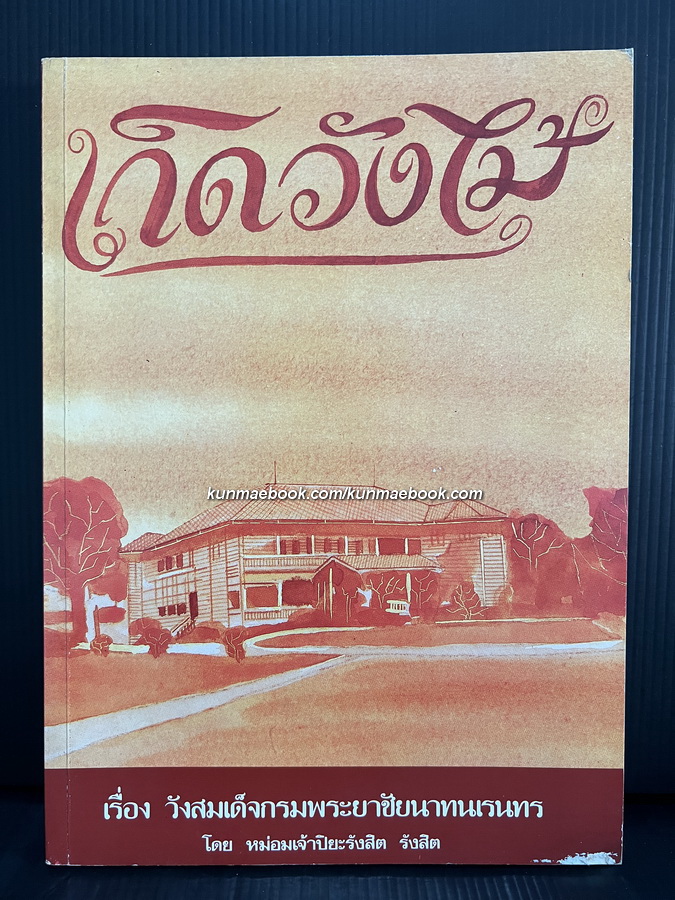 เกิดวังไม้
kunmaebook.com/kunmaebook.com
เรื่อง วังสมเด็จกรมพระยาชัยนาทนเรนทร
โดย หม่อมเจ้าปิยะรังสิต รังสิต